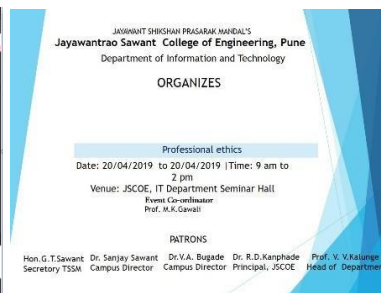 JAYAWANT SHIKSHAN PRASARAK MANDAL'S
Jayawantrao Sawant College of Engineering, Pune
Department of Information and Technology
ORGANIZES
Professional ethics
Date: 20/04/2019 to 20/04/2019 |Time: 9 am to
2 pm
Venue: JSCOE, IT Department Seminar Hall
Event Co-ordinator
Prof. M.K.Gawali
PATRONS
Hon.G.T.Sawant Dr. Sanjay Sawant Dr.V.A. Bugade Dr. R.D.Kanphade Prof. V. V.Kalunge
Secretory TSSM Campus Director Campus Director Principal, JSCOE Head of Departmen